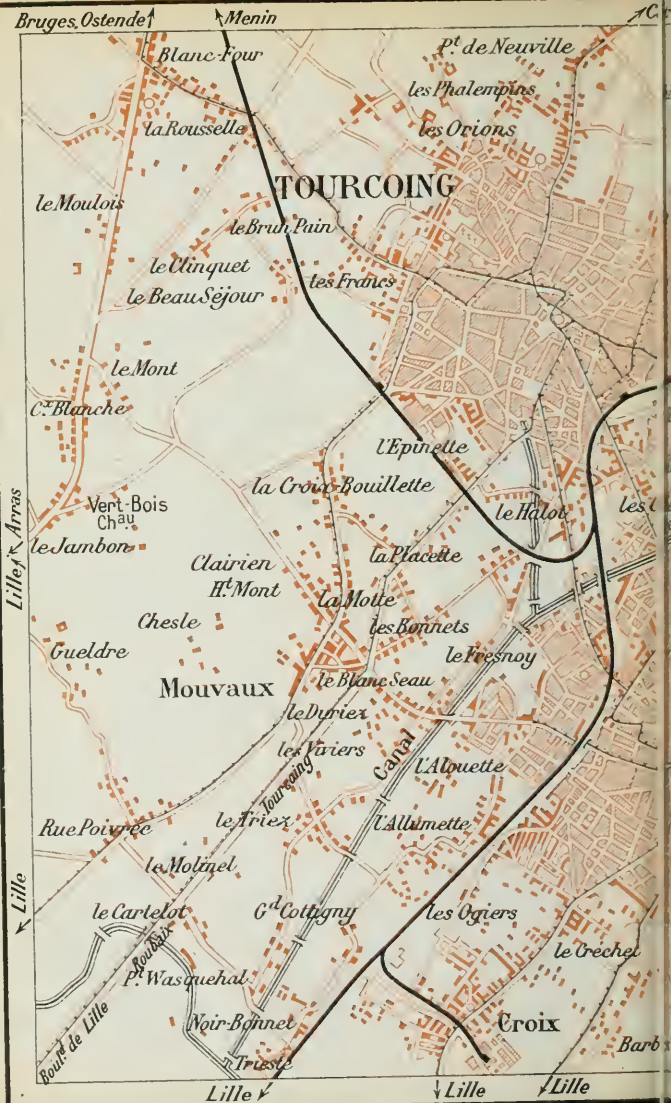 Bruges, Ostende
Menin
C.
Blanc-Four
Pt de Neuville
les Phalempins
la Rousselle
les Orions
TOURCOING
le Moulois
le Brun Pain
le Clinquet
les Francs
le Beau Séjour
le Mont
Cx Blanche
l'Epinette
la Croix-Bouillette
Vert-Bois
Chau
le Halot
les
Lille
Arras
le Jambon
Clairien
la Placette
Ht Mont
la Motte
Chesle
les Bonnets
Gueldre
le Fresnoy
Mouvaux
le Blanc Seau
le Duriez
les Viviers
Canal
l'Alouette
Tourcoing
Rue Poivrée
le Triez
l'Allumette
le Molinel
Lille
le Cartelot
Gd Cottigny
les Ogiers
Roubaix
le Crechet
Pt Wasquehal
Noir-Bonnet
Croix
Boulrd de Lille
Trieste
Barb
Lille
Lille
Lille